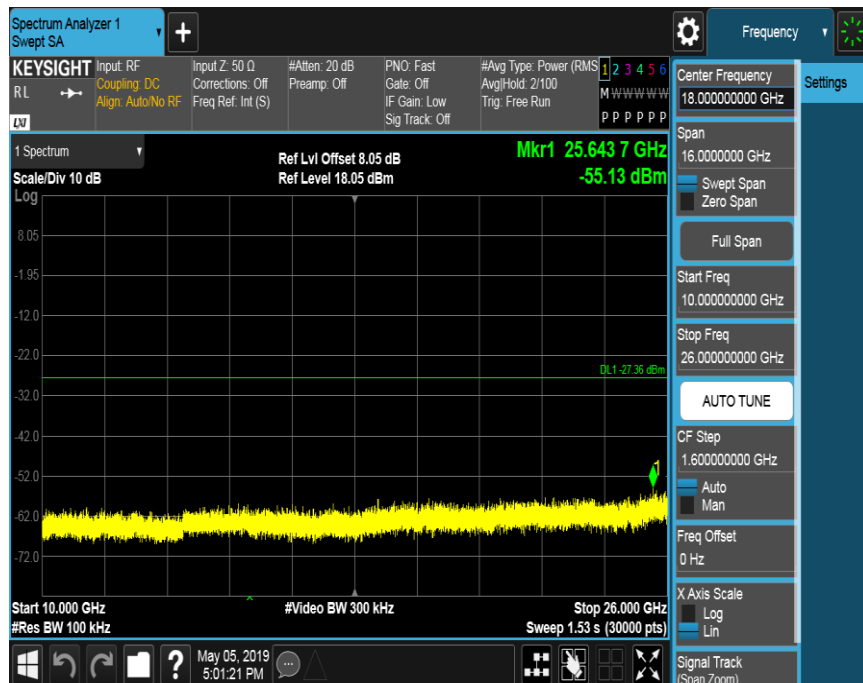 Spectrum Analyzer 1
Swept SA
Frequency
KEYSIGHT
RL
LXI
Input: RF
Coupling: DC
Align: Auto/No RF
Input Z: 50 Ω
Corrections: Off
Freq Ref: Int (S)
#Atten: 20 dB
Preamp: Off
PNO: Fast
Gate: Off
IF Gain: Low
Sig Track: Off
#Avg Type: Power (RMS
Avg|Hold: 2/100
Trig: Free Run
1 2 3 4 5 6
M W W W W W
P P P P P P
1 Spectrum
Scale/Div 10 dB
Log
Ref Lvl Offset 8.05 dB
Ref Level 18.05 dBm
Mkr1 25.643 7 GHz
-55.13 dBm
8.05
-1.95
-12.0
-22.0
DL1 -27.36 dBm
-32.0
-42.0
1
-52.0
-62.0
-72.0
Start 10.000 GHz
#Res BW 100 kHz
#Video BW 300 kHz
Stop 26.000 GHz
Sweep 1.53 s (30000 pts)
?
May 05, 2019
5:01:21 PM
Center Frequency
18.000000000 GHz
Settings
Span
16.0000000 GHz
Swept Span
Zero Span
Full Span
Start Freq
10.000000000 GHz
Stop Freq
26.000000000 GHz
AUTO TUNE
CF Step
1.600000000 GHz
Auto
Man
Freq Offset
0 Hz
X Axis Scale
Log
Lin
Signal Track
(Span Zoom)